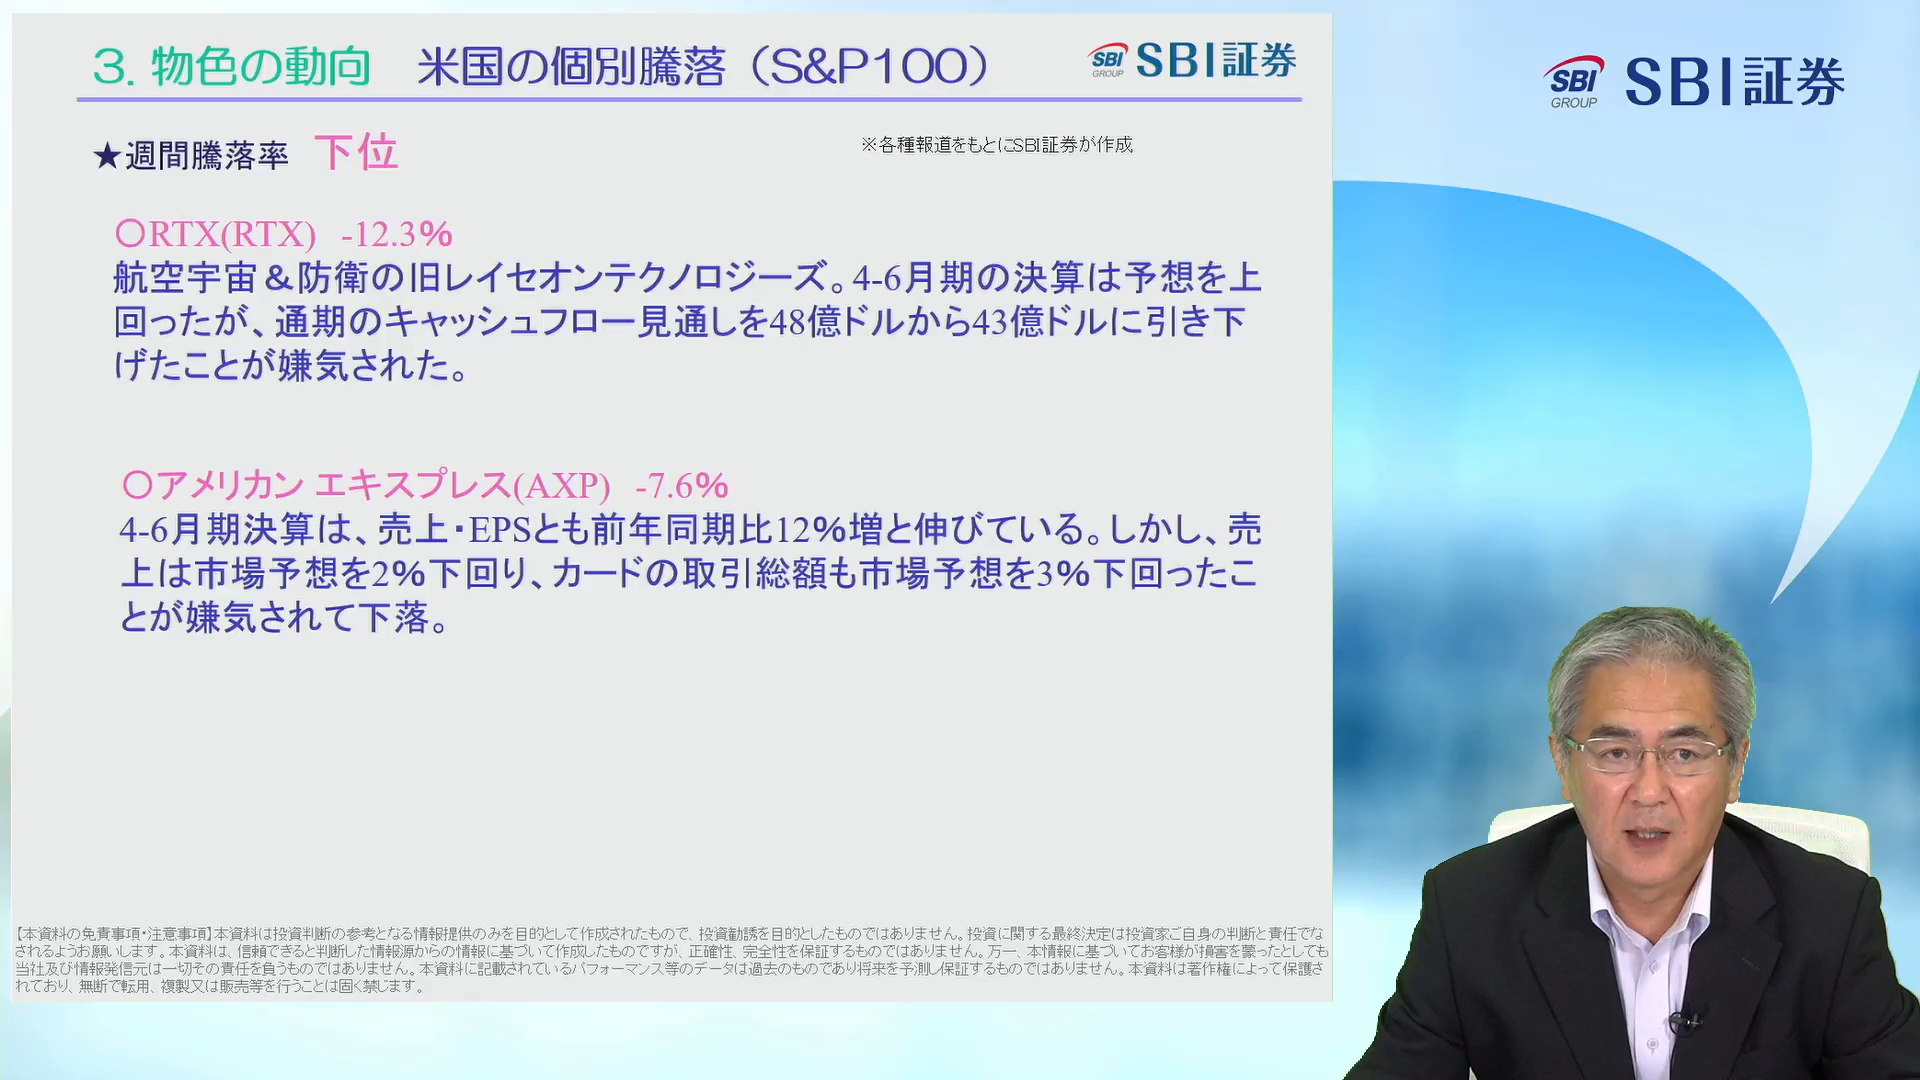 3. 物色の動向　米国の個別騰落（S&P100）
SBI GROUP SBI証券
SBI GROUP SBI証券
★週間騰落率 下位
※各種報道をもとにSBI証券が作成
〇RTX(RTX) -12.3%
航空宇宙＆防衛の旧レイセオンテクノロジーズ。4-6月期の決算は予想を上
回ったが、通期のキャッシュフロー見通しを48億ドルから43億ドルに引き下
げたことが嫌気された。
〇アメリカン エキスプレス(AXP) -7.6%
4-6月期決算は、売上・EPSとも前年同期比12%増と伸びている。しかし、売
上は市場予想を2%下回り、カードの取引総額も市場予想を3%下回ったこ
とが嫌気されて下落。
【本資料の免責事項・注意事項】本資料は投資判断の参考となる情報提供のみを目的として作成されたもので、投資勧誘を目的としたものではありません。投資に関する最終決定は投資家ご自身の判断と責任でな
されるようお願いします。本資料は、信頼できると判断した情報源からの情報に基づいて作成したものですが、正確性、完全性を保証するものではありません。万一、本情報に基づいてお客様が損害を蒙ったとしても
当社及び情報発信元は一切その責任を負うものではありません。本資料に記載されているパフォーマンス等のデータは過去のものであり将来を予測し保証するものではありません。本資料は著作権によって保護さ
れており、無断で転用、複製又は販売等を行うことは固く禁じます。